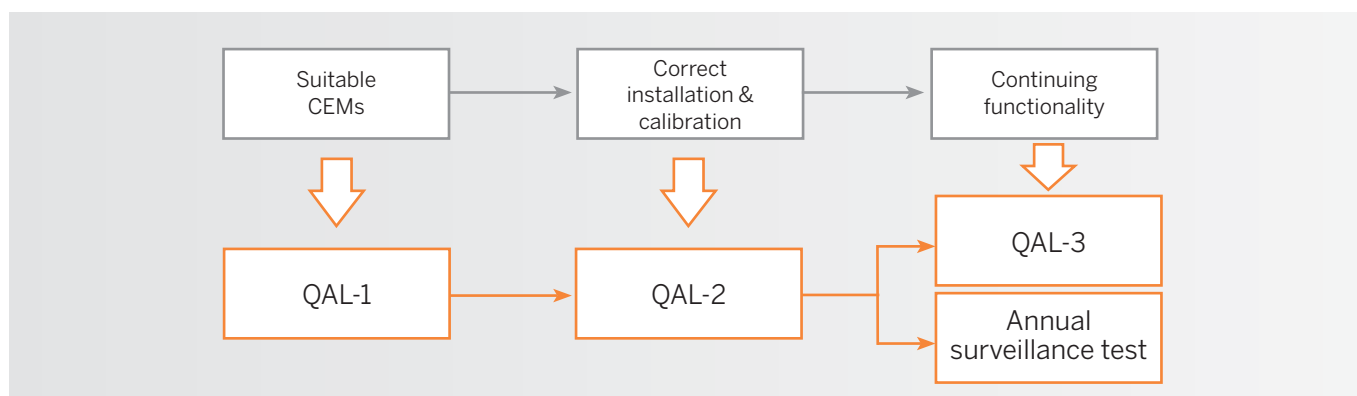 Suitable
CEMs
Correct
installation &
calibration
Continuing
functionality
QAL-1
QAL-2
QAL-3
Annual
surveillance test